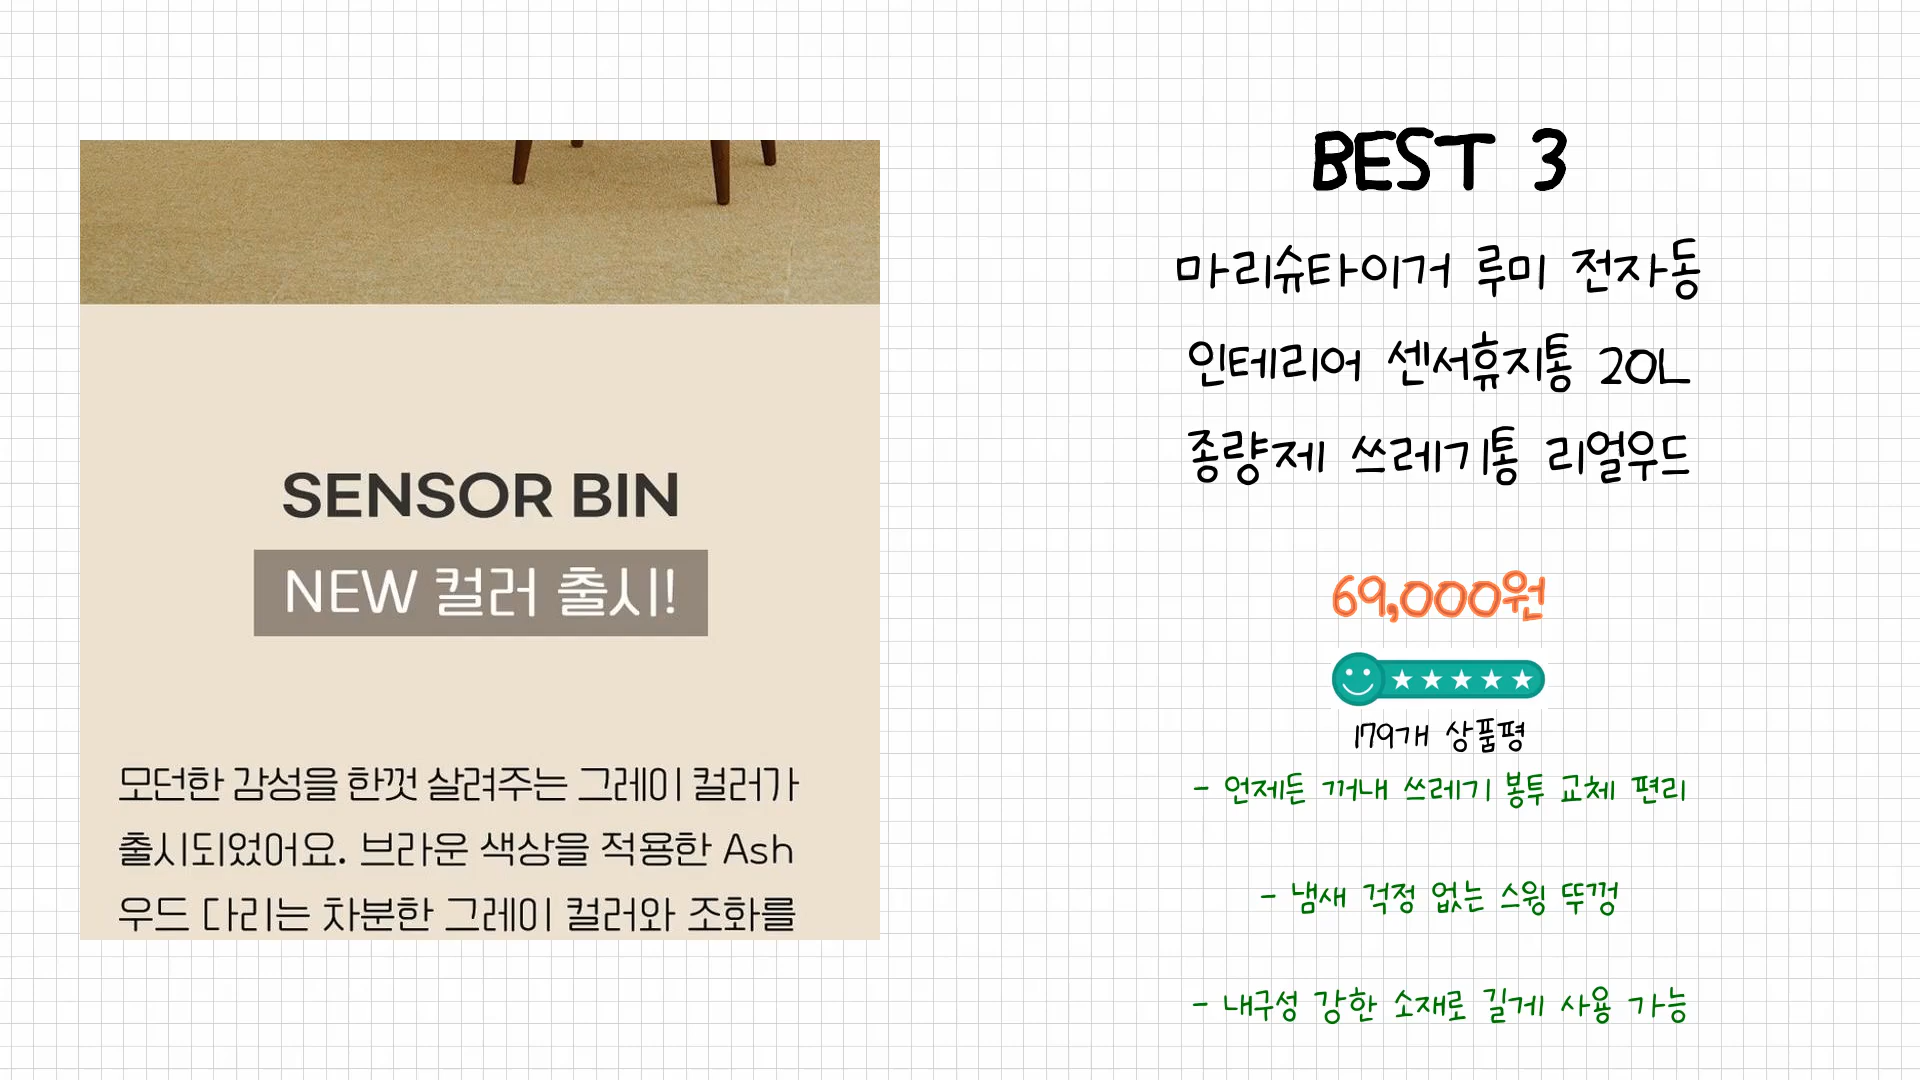 SENSOR BIN
NEW 컬러 출시!
모던한 감성을 한껏 살려주는 그레이 컬러가
출시되었어요. 브라운 색상을 적용한 Ash
우드 다리는 차분한 그레이 컬러와 조화를
BEST 3
마리슈타이거 루미 전자동
인테리어 센서휴지통 20L
종량제 쓰레기통 리얼우드
69,000원
179개 상품평
- 언제든 꺼내 쓰레기 봉투 교체 편리
- 냄새 걱정 없는 스윙 뚜껑
- 내구성 강한 소재로 길게 사용 가능